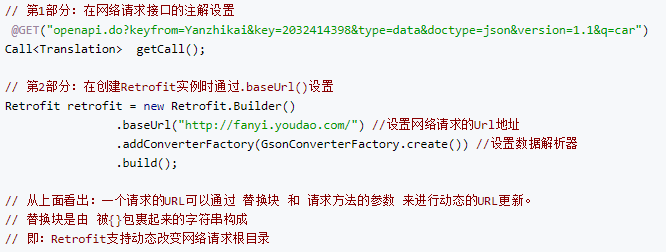 // 第1部分：在网络请求接口的注解设置
@GET("openapi.do?keyfrom=Yanzhikai&key=2032414398&type=data&doctype=json&version=1.1&q=car")
Call<Translation>  getCall();
// 第2部分：在创建Retrofit实例时通过.baseUrl()设置
Retrofit retrofit = new Retrofit.Builder()
.baseUrl("http://fanyi.youdao.com/") //设置网络请求的Url地址
.addConverterFactory(GsonConverterFactory.create()) //设置数据解析器
.build();
// 从上面看出：一个请求的URL可以通过 替换块 和 请求方法的参数 来进行动态的URL更新。
// 替换块是由 被{}包裹起来的字符串构成
// 即：Retrofit支持动态改变网络请求根目录